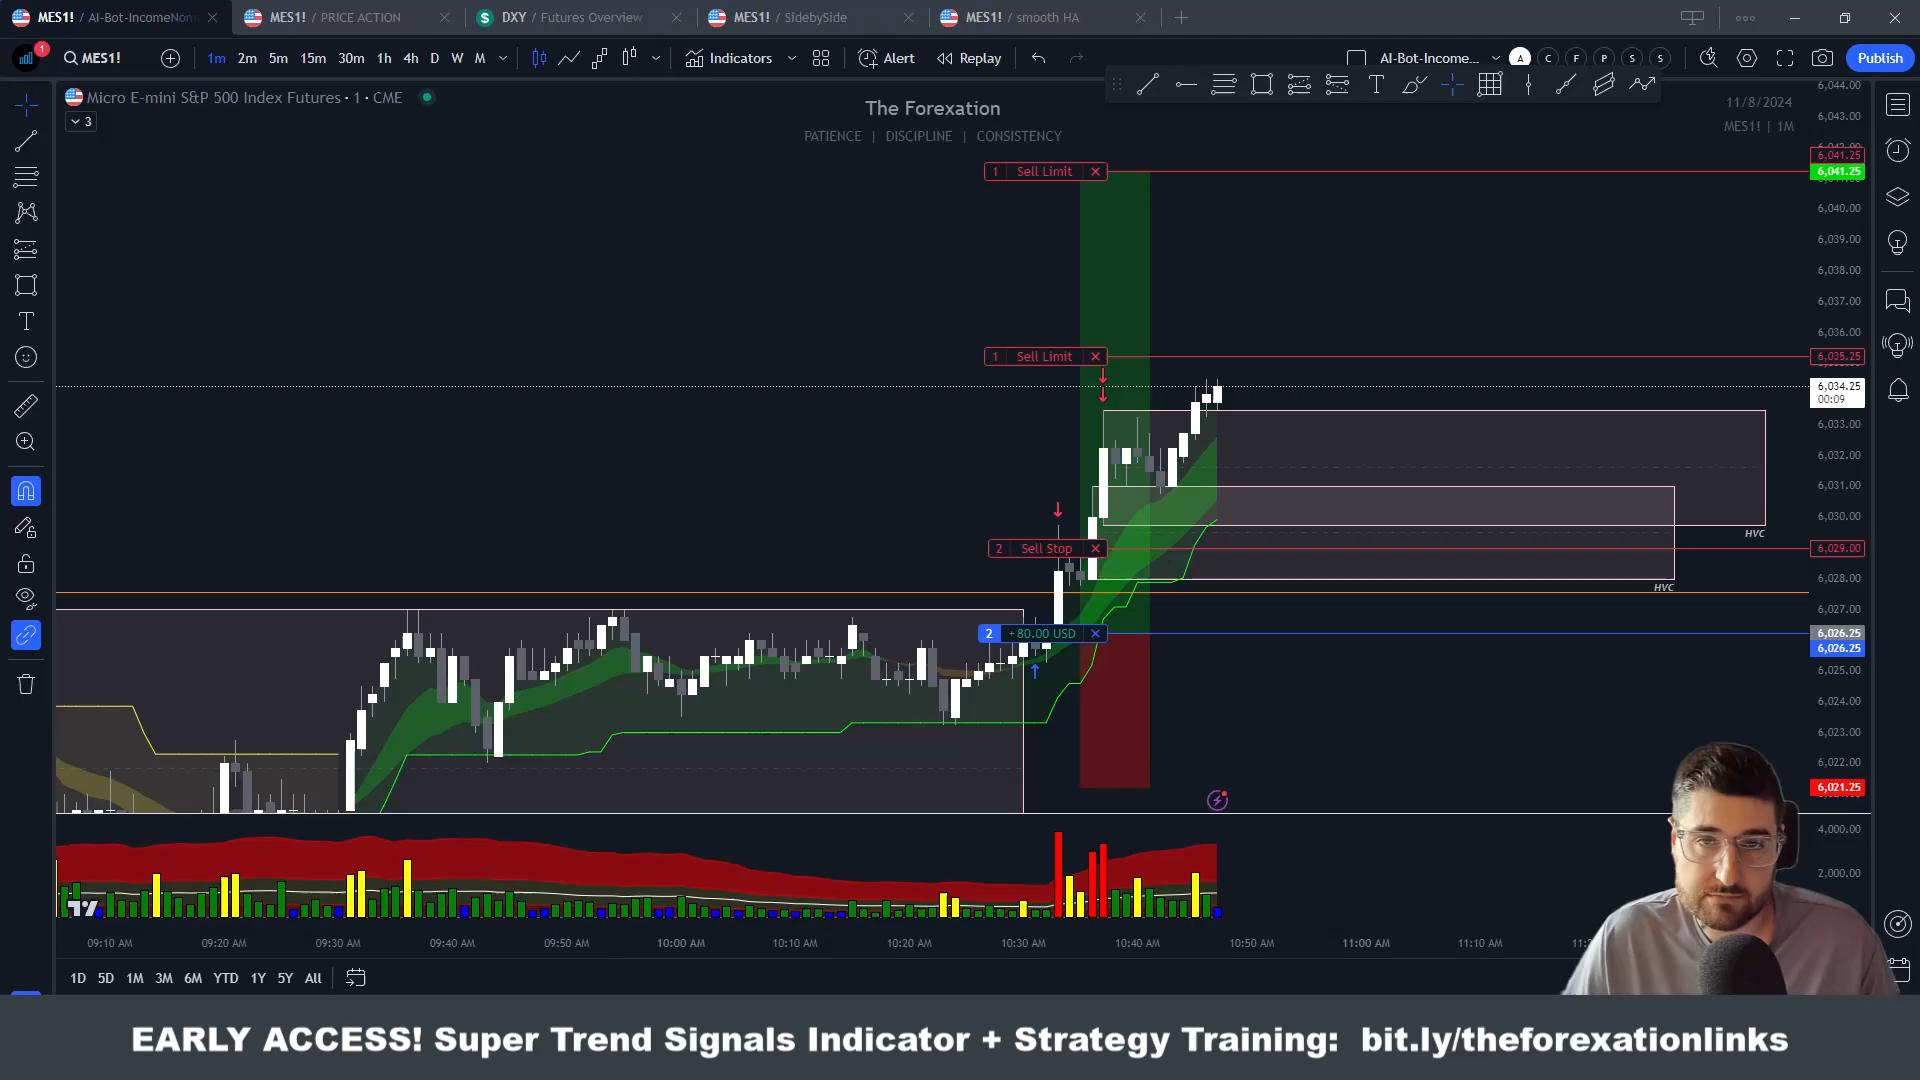 MES1! / AI-Bot-IncomeNom
MES1! / PRICE ACTION
DXY / Futures Overview
MES1! / SidebySide
MES1! / smooth HA
1
MES1!
1m 2m 5m 15m 30m 1h 4h D W M
Indicators
Alert
Replay
AI-Bot-Income...
A C F P S S
Publish
Micro E-mini S&P 500 Index Futures · 1 · CME
3
The Forexation
PATIENCE | DISCIPLINE | CONSISTENCY
11/8/2024
MES1! | 1M
6,044.00
6,043.00
6,041.25
1 Sell Limit
6,041.25
6,040.00
6,039.00
6,038.00
6,037.00
6,036.00
1 Sell Limit
6,035.25
6,034.25
00:09
6,033.00
6,032.00
6,031.00
6,030.00
HVC
2 Sell Stop
6,029.00
6,028.00
HVC
6,027.00
2 +80.00 USD
6,026.25
6,026.25
6,025.00
6,024.00
6,023.00
6,022.00
6,021.25
4,000.00
2,000.00
09:10 AM 09:20 AM 09:30 AM 09:40 AM 09:50 AM 10:00 AM 10:10 AM 10:20 AM 10:30 AM 10:40 AM 10:50 AM 11:00 AM 11:10 AM
1D 5D 1M 3M 6M YTD 1Y 5Y All
EARLY ACCESS! Super Trend Signals Indicator + Strategy Training: bit.ly/theforexationlinks